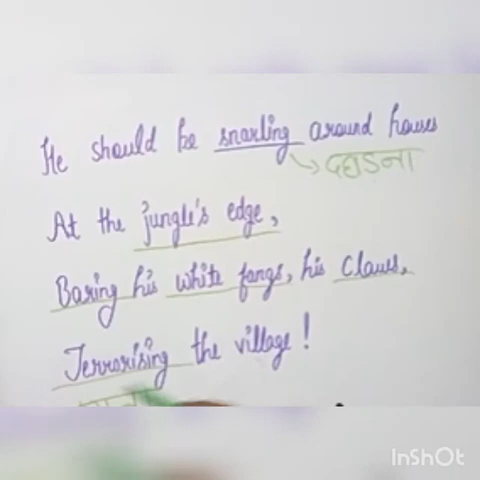 He should be snarling around houses
→ दहाडना
At the jungle's edge,
Baring his white fangs, his claws,
Terrorising the village!
InShOt